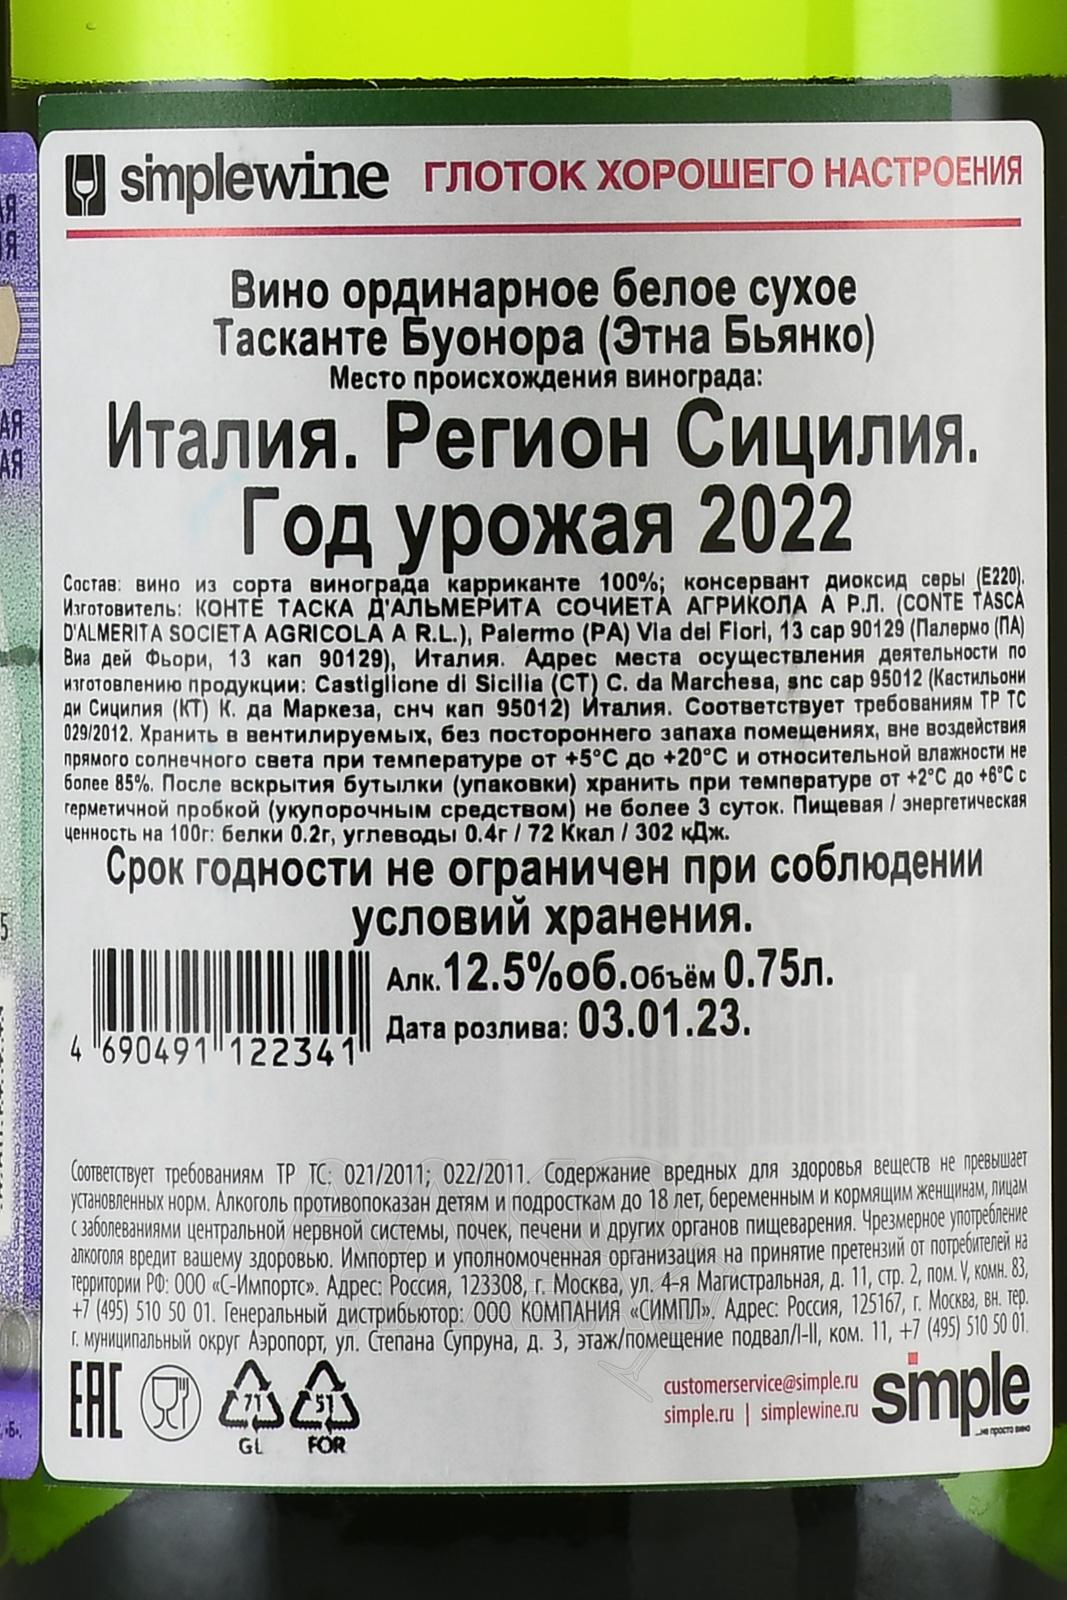 simplewine ГЛОТОК ХОРОШЕГО НАСТРОЕНИЯ
Вино ординарное белое сухое
Тасканте Буонора (Этна Бьянко)
Место происхождения винограда:
Италия. Регион Сицилия.
Год урожая 2022
Состав: вино из сорта винограда карриканте 100%; консервант диоксид серы (Е220).
Изготовитель: КОНТЕ ТАСКА Д'АЛЬМЕРИТА СОЧИЕТА АГРИКОЛА А Р.Л. (CONTE TASCA
D'ALMERITA SOCIETA AGRICOLA A R.L.), Palermo (PA) Via dei Fiori, 13 cap 90129 (Палермо (ПА)
Виа дей Фьори, 13 кап 90129), Италия. Адрес места осуществления деятельности по
изготовлению продукции: Castiglione di Sicilia (CT) C. da Marchesa, snc cap 95012 (Кастильони
ди Сицилия (КТ) К. да Маркеза, снч кап 95012) Италия. Соответствует требованиям ТР ТС
029/2012. Хранить в вентилируемых, без постороннего запаха помещениях, вне воздействия
прямого солнечного света при температуре от +5°С до +20°С и относительной влажности не
более 85%. После вскрытия бутылки (упаковки) хранить при температуре от +2°С до +6°С с
герметичной пробкой (укупорочным средством) не более 3 суток. Пищевая / энергетическая
ценность на 100г: белки 0.2г, углеводы 0.4г / 72 Ккал / 302 кДж.
Срок годности не ограничен при соблюдении
условий хранения.
Алк. 12.5%об. Объём 0.75л.
Дата розлива: 03.01.23.
4 690491 122341
Соответствует требованиям ТР ТС: 021/2011; 022/2011. Содержание вредных для здоровья веществ не превышает
установленных норм. Алкоголь противопоказан детям и подросткам до 18 лет, беременным и кормящим женщинам, лицам
с заболеваниями центральной нервной системы, почек, печени и других органов пищеварения. Чрезмерное употребление
алкоголя вредит вашему здоровью. Импортер и уполномоченная организация на принятие претензий от потребителей на
территории РФ: ООО «С-Импортс». Адрес: Россия, 123308, г. Москва, ул. 4-я Магистральная, д. 11, стр. 2, пом. V, комн. 83,
+7 (495) 510 50 01. Генеральный дистрибьютор: ООО КОМПАНИЯ «СИМПЛ». Адрес: Россия, 125167, г. Москва, вн. тер.
г. муниципальный округ Аэропорт, ул. Степана Супруна, д. 3, этаж/помещение подвал/I-II, ком. 11, +7 (495) 510 50 01.
EAC 71 51
GL FOR
customerservice@simple.ru
simple.ru | simplewine.ru
simple
...не просто вино